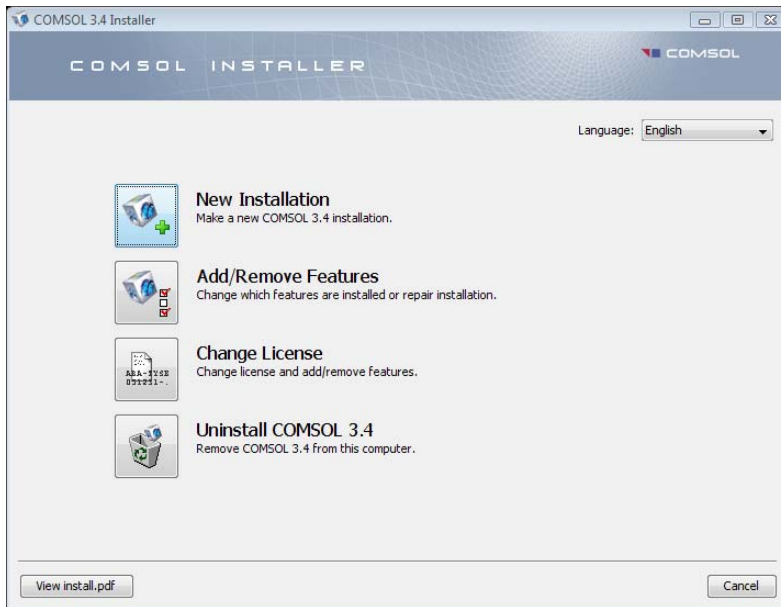 COMSOL 3.4 Installer
COMSOL INSTALLER
COMSOL
Language: English
New Installation
Make a new COMSOL 3.4 installation.
Add/Remove Features
Change which features are installed or repair installation.
Change License
Change license and add/remove features.
Uninstall COMSOL 3.4
Remove COMSOL 3.4 from this computer.
View install.pdf
Cancel